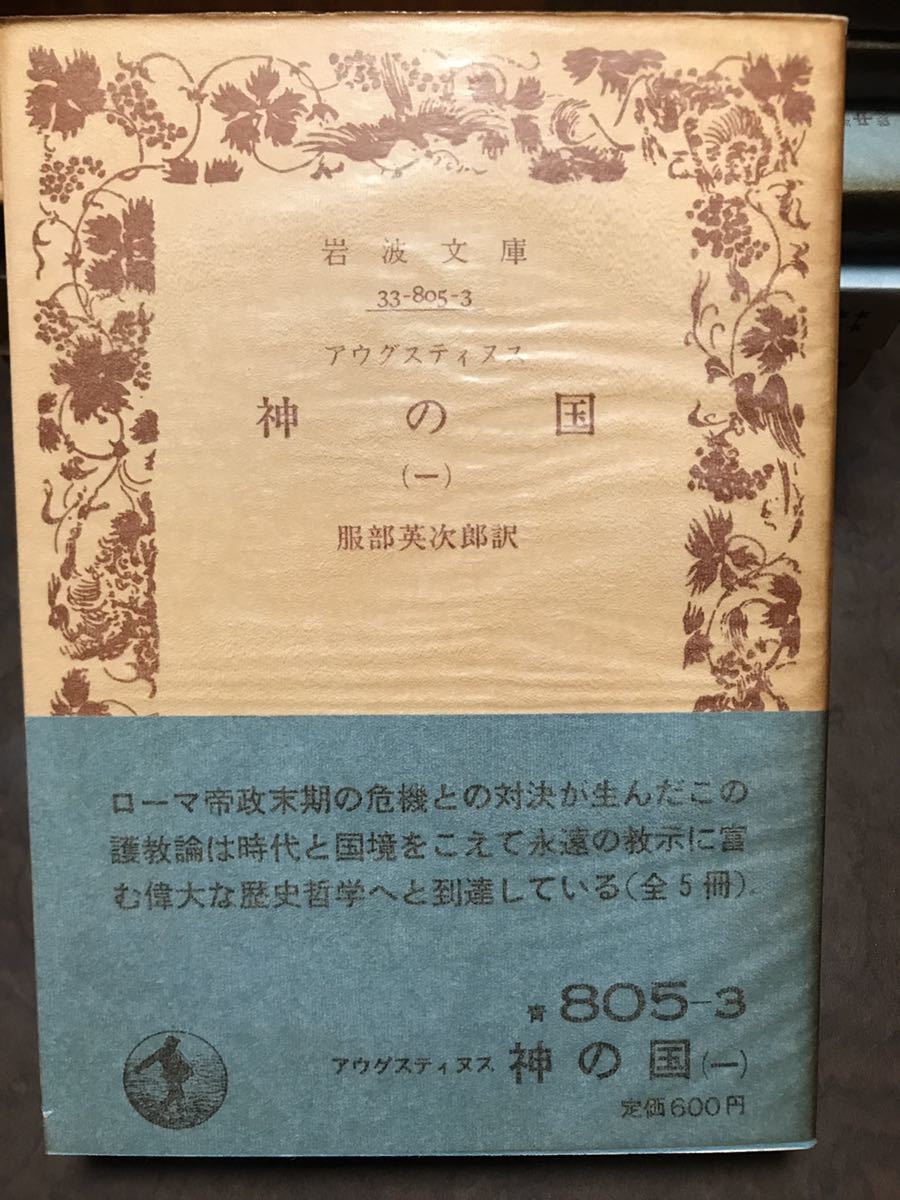 岩波文庫
33-805-3
アウグスティヌス
神の国
(一)
服部英次郎訳
ローマ帝政末期の危機との対決が生んだこの
護教論は時代と国境をこえて永遠の教示に富
む偉大な歴史哲学へと到達している(全5冊)
青 805-3
アウグスティヌス 神の国(一)
定価600円